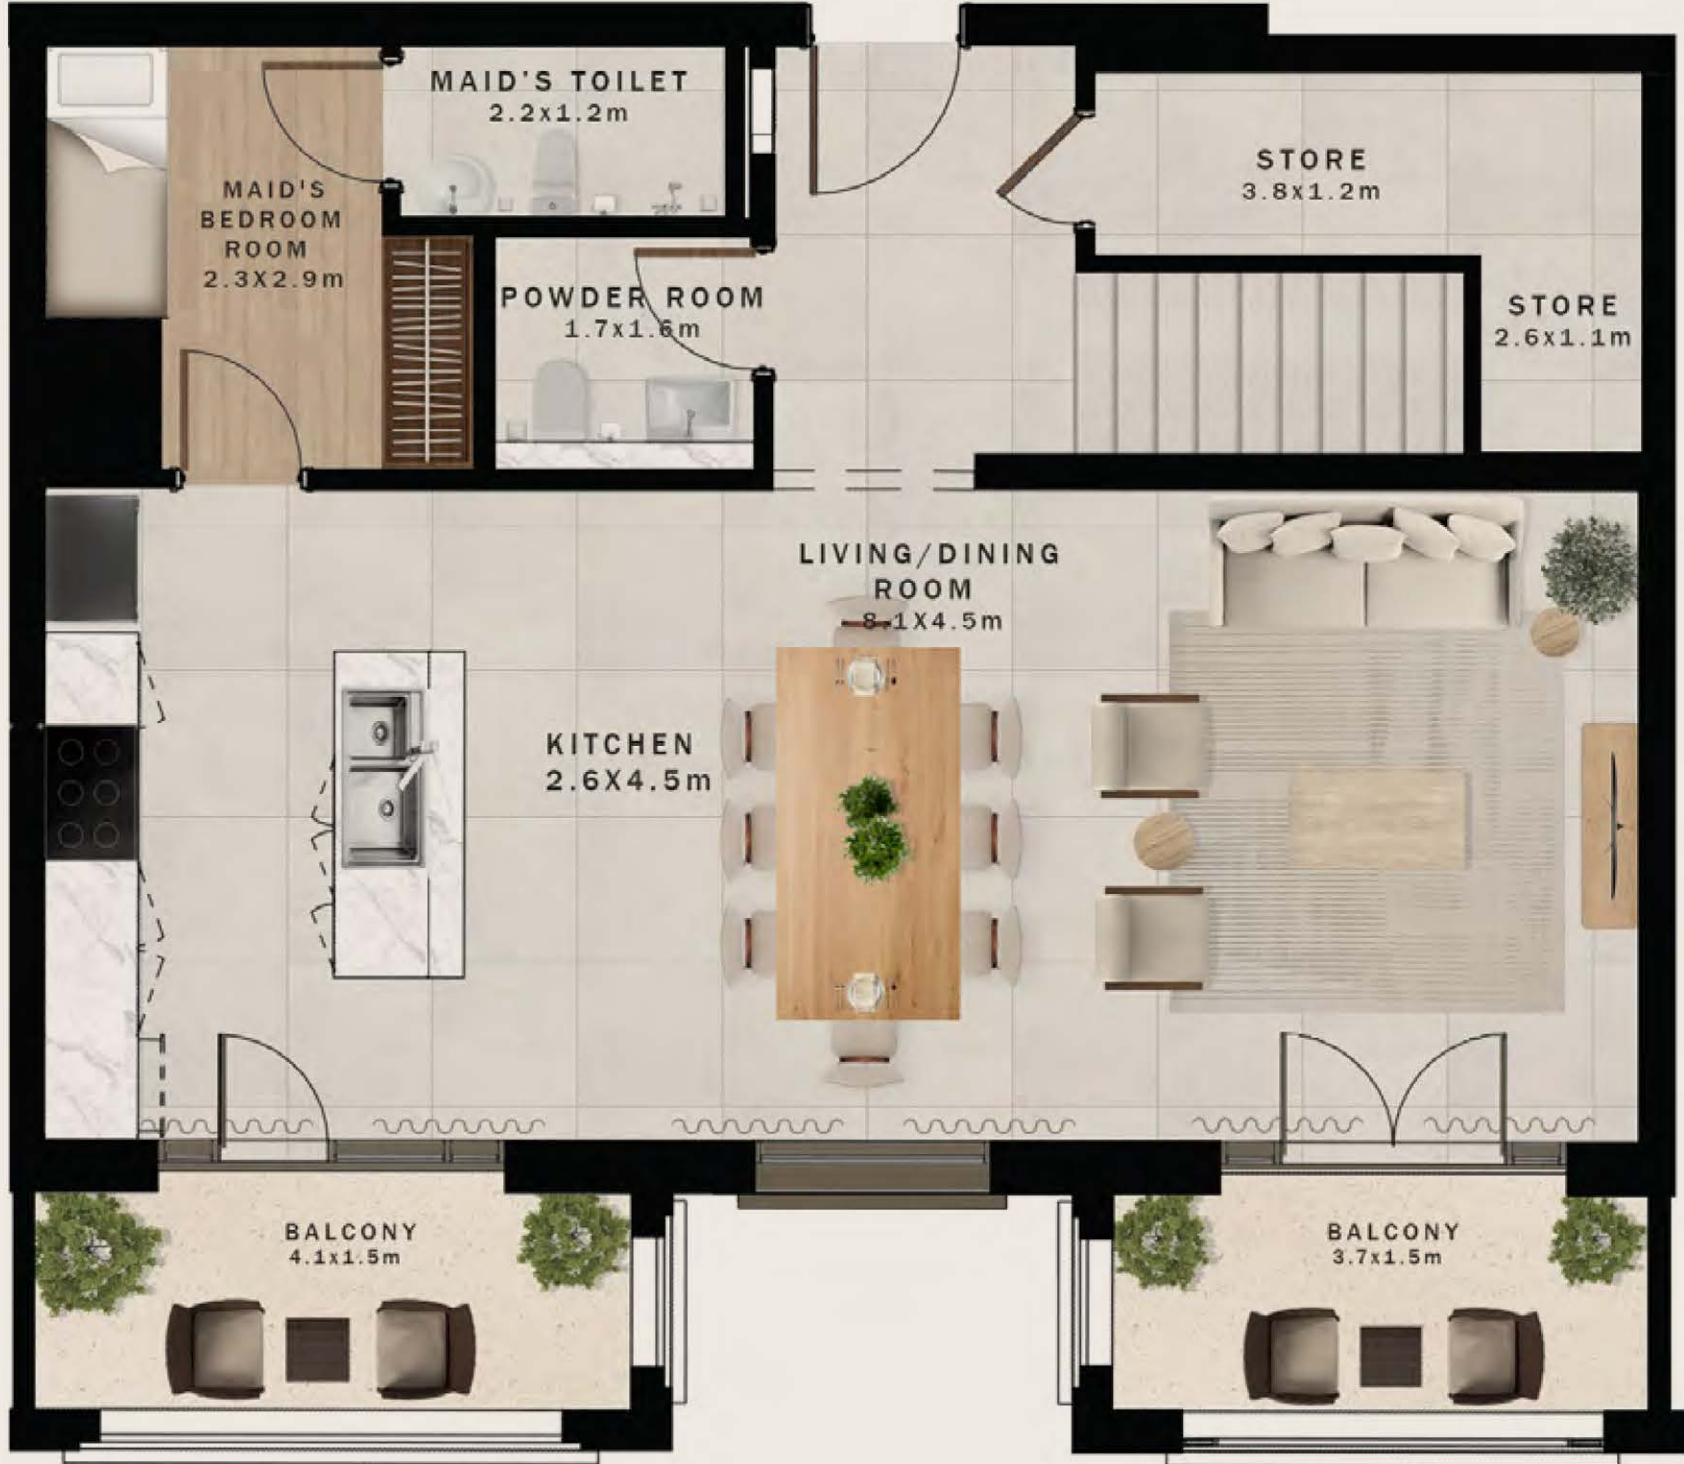 MAID'S TOILET
2.2x1.2m
MAID'S
BEDROOM
ROOM
2.3X2.9m
STORE
3.8x1.2m
POWDER ROOM
1.7x1.6m
STORE
2.6x1.1m
LIVING/DINING
ROOM
8.1X4.5m
KITCHEN
2.6X4.5m
BALCONY
4.1x1.5m
BALCONY
3.7x1.5m